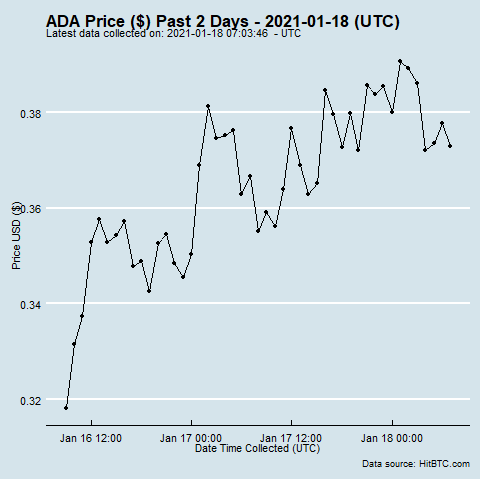 ADA Price ($) Past 2 Days - 2021-01-18 (UTC)
Latest data collected on: 2021-01-18 07:03:46 - UTC
Price USD ($)
0.38
0.36
0.34
0.32
Jan 16 12:00 Jan 17 00:00 Jan 17 12:00 Jan 18 00:00
Date Time Collected (UTC)
Data source: HitBTC.com